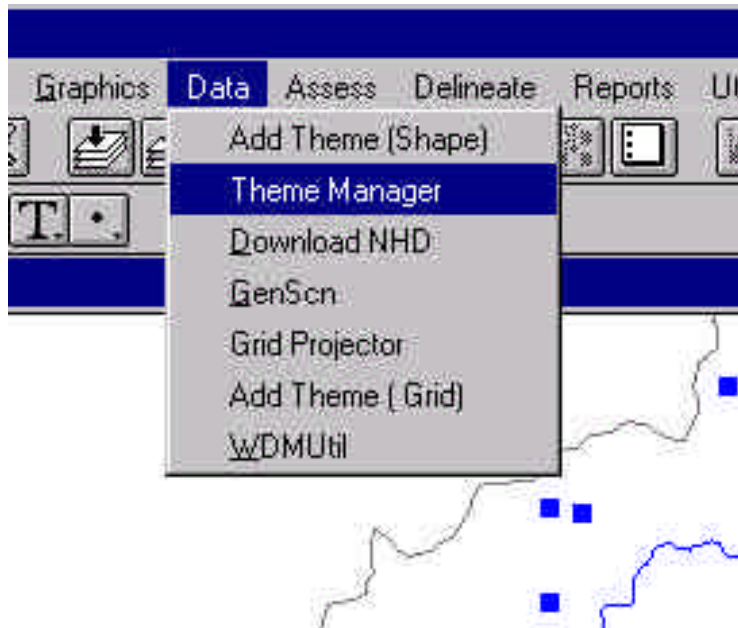 Graphics Data Assess Delineate Reports Ut
Add Theme (Shape)
Theme Manager
T
Download NHD
GenScn
Grid Projector
Add Theme ( Grid)
WDMUtil